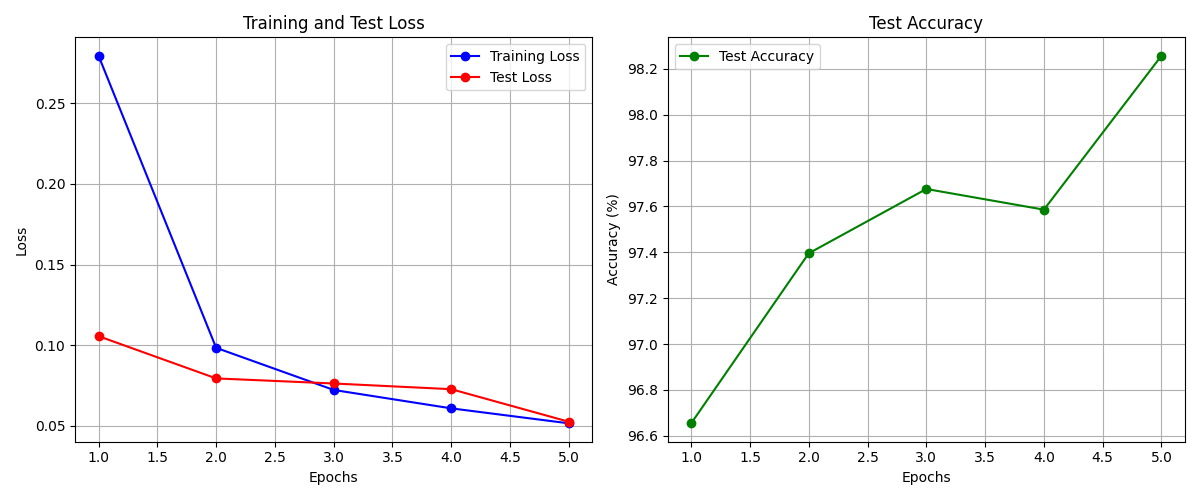 Training and Test Loss
Training Loss
Test Loss
0.25
0.20
0.15
0.10
0.05
Loss
1.0 1.5 2.0 2.5 3.0 3.5 4.0 4.5 5.0
Epochs
Test Accuracy
Test Accuracy
98.2
98.0
97.8
97.6
97.4
97.2
97.0
96.8
96.6
Accuracy (%)
1.0 1.5 2.0 2.5 3.0 3.5 4.0 4.5 5.0
Epochs